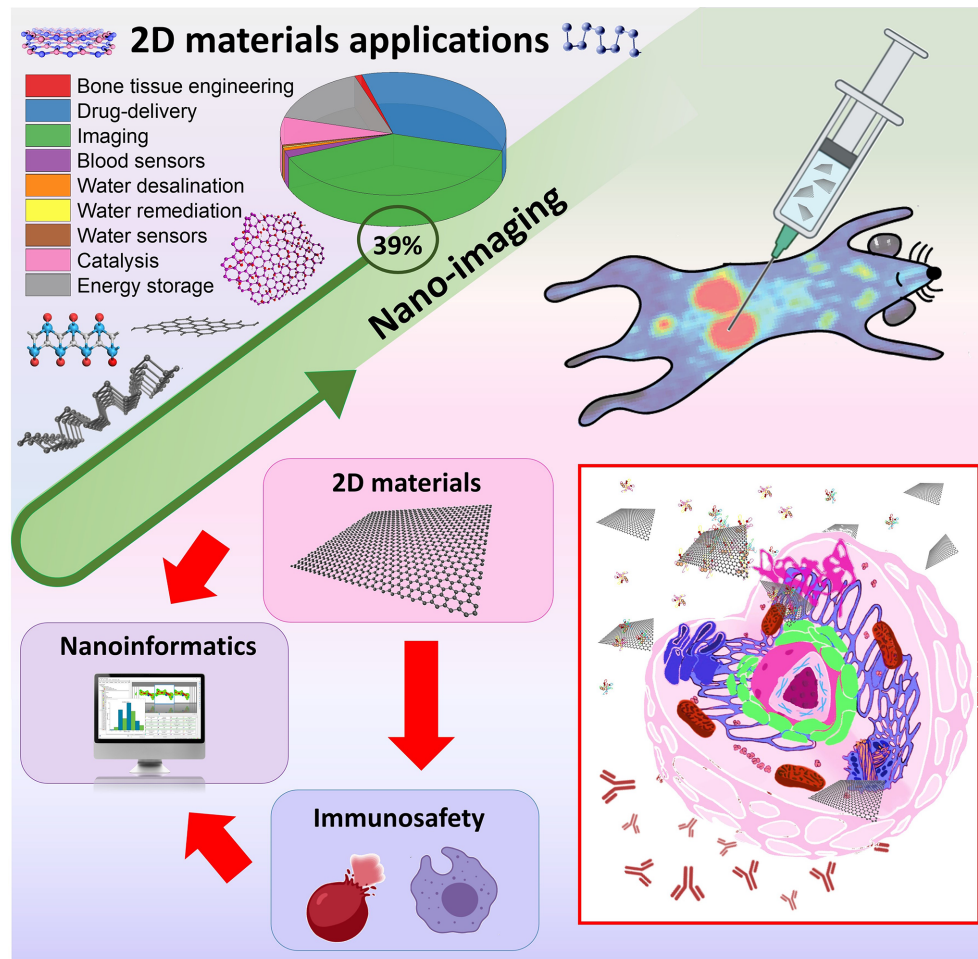 2D materials applications
Bone tissue engineering
Drug-delivery
Imaging
Blood sensors
Water desalination
Water remediation
Water sensors
Catalysis
Energy storage
39%
Nano-imaging
2D materials
Nanoinformatics
Immunosafety